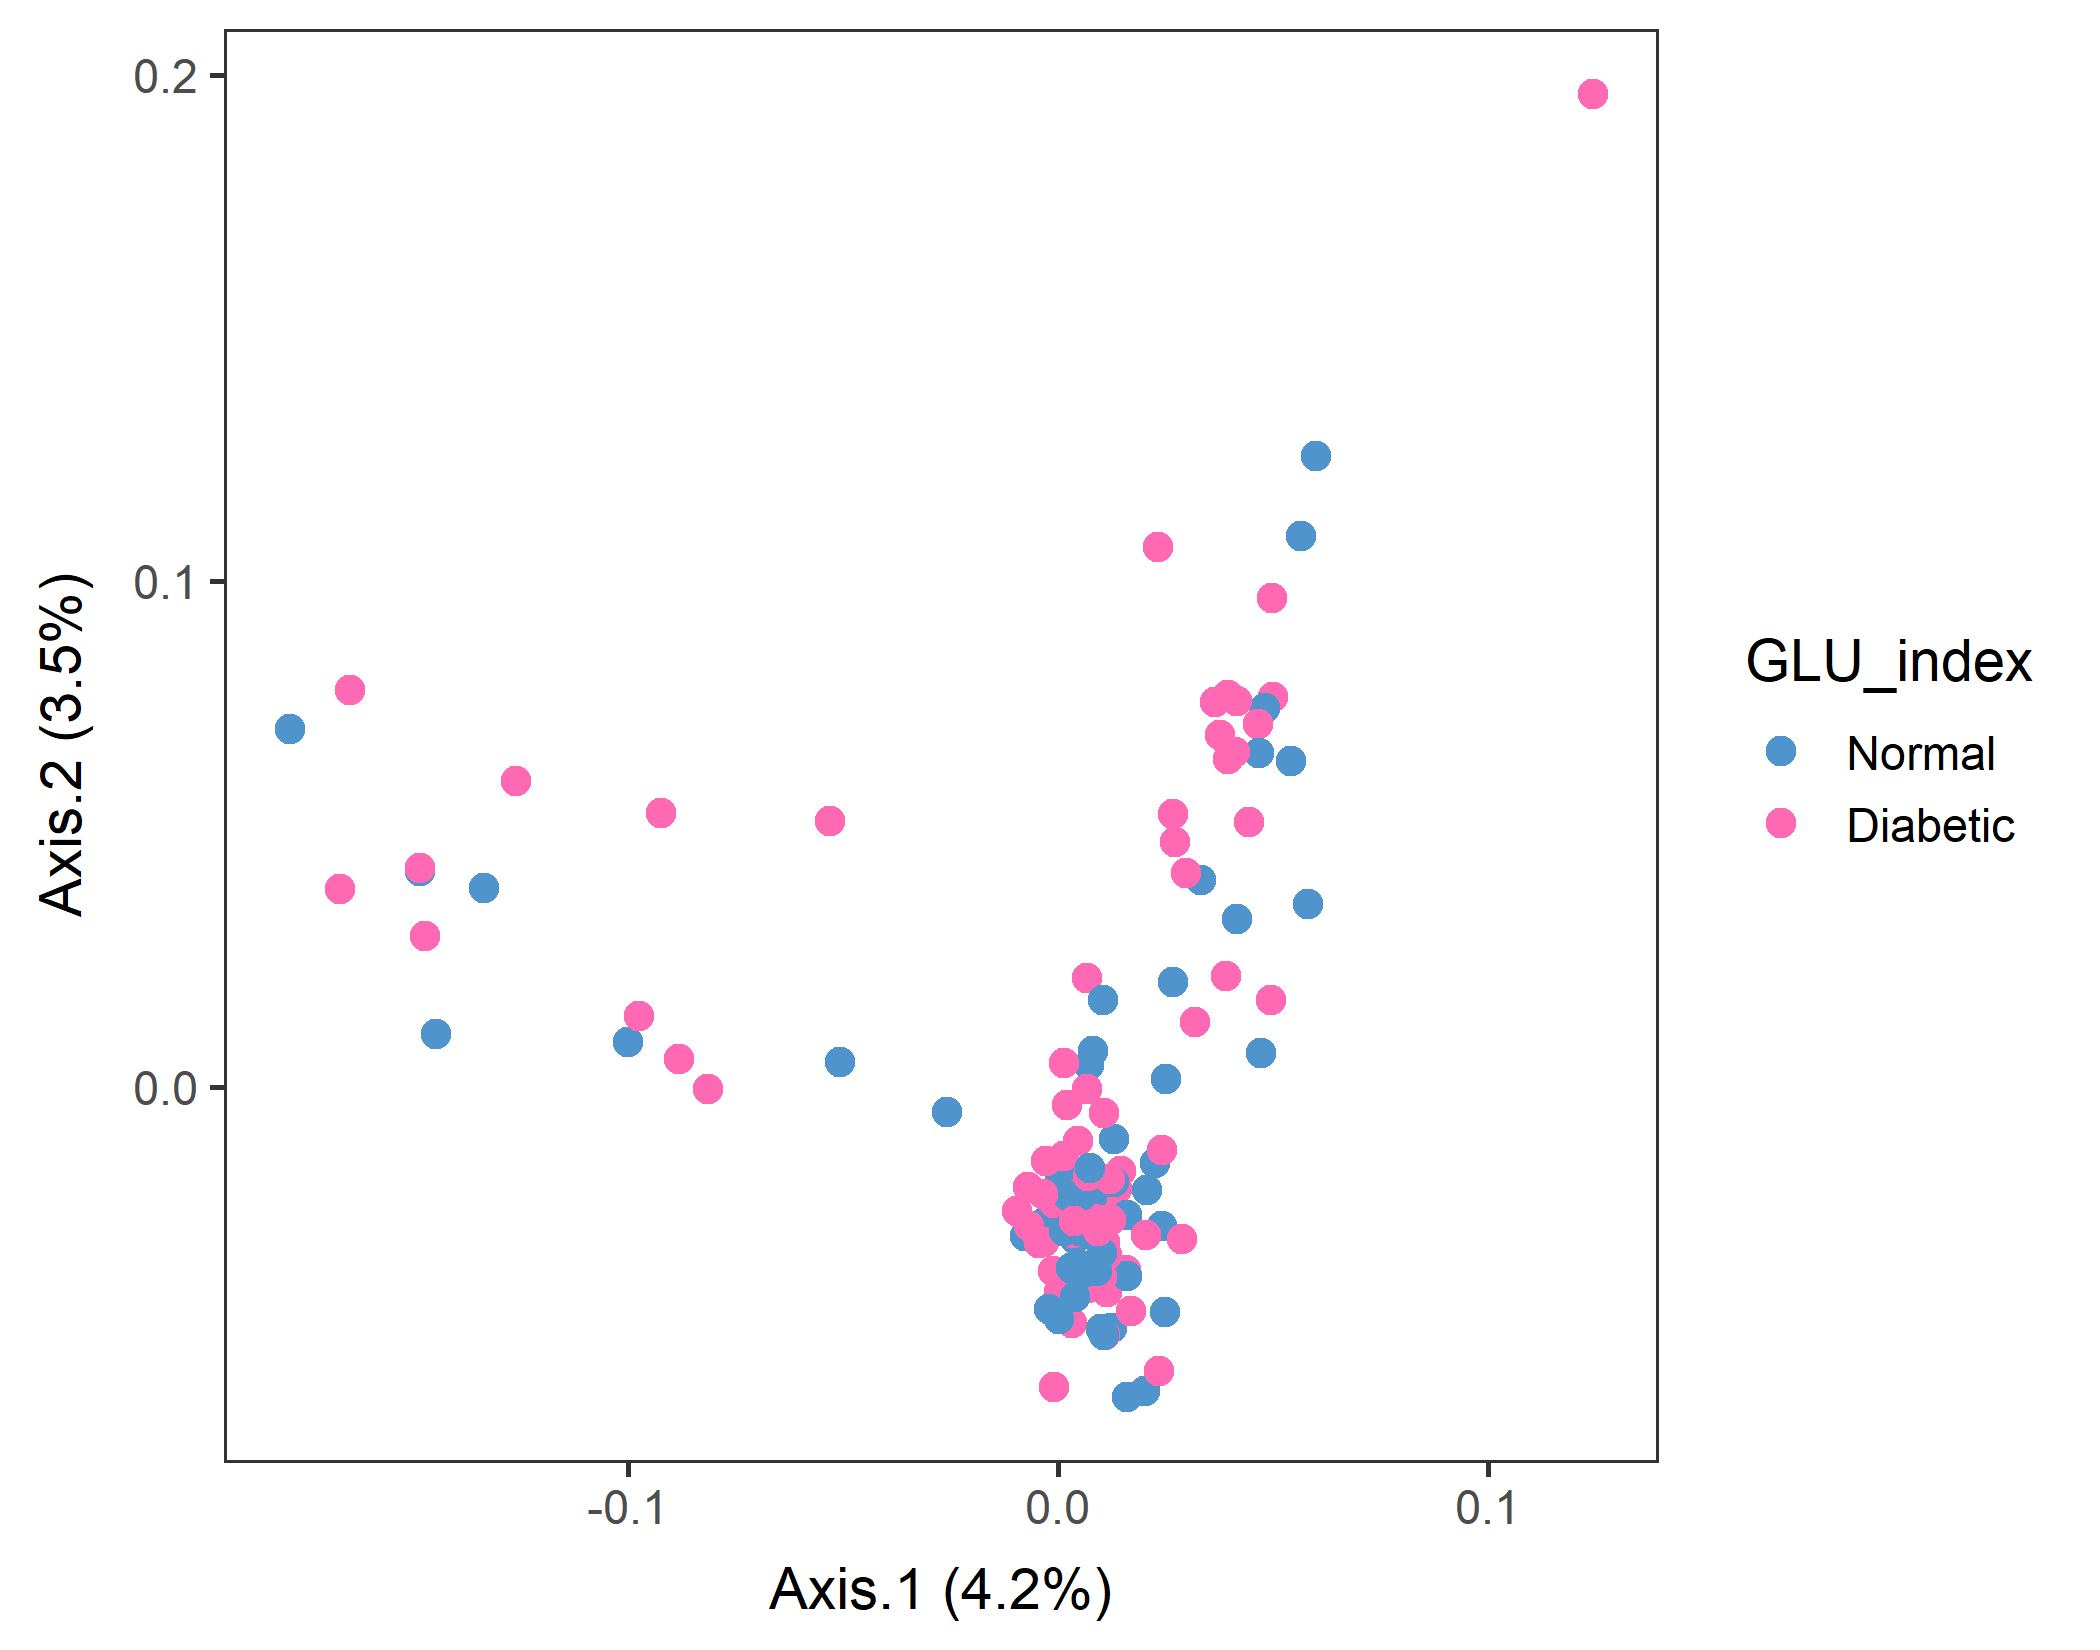 0.2
0.1
0.0
-0.1
0.0
0.1
Axis.2 (3.5%)
Axis.1 (4.2%)
GLU_index
Normal
Diabetic